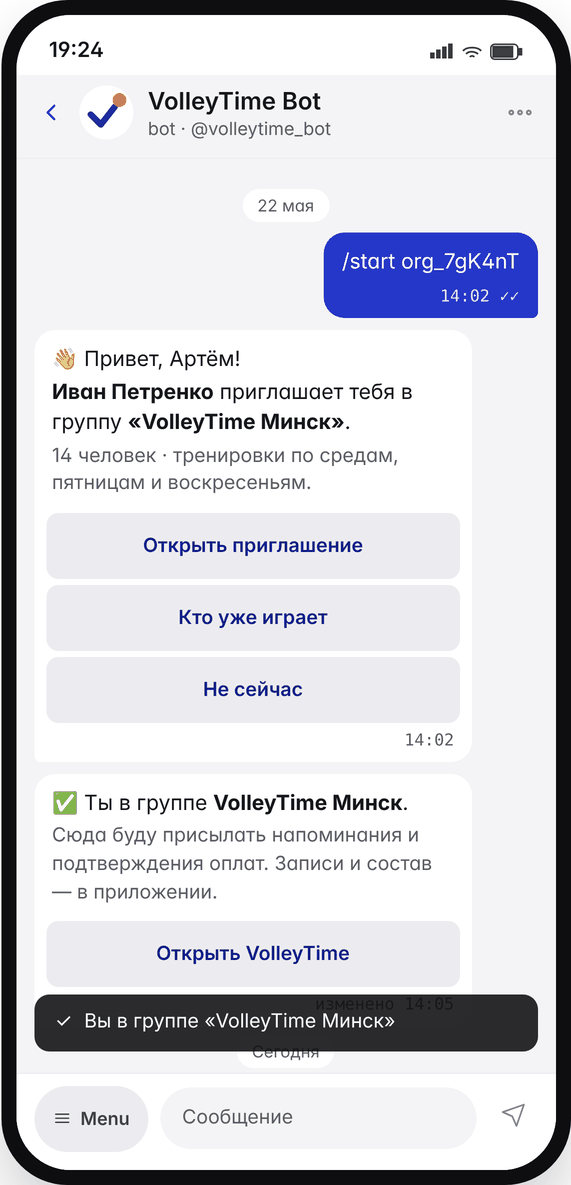 19:24
VolleyTime Bot
bot · @volleytime_bot
22 мая
/start org_7gK4nT
14:02 ✓✓
👋 Привет, Артём!
Иван Петренко приглашает тебя в
группу «VolleyTime Минск».
14 человек · тренировки по средам,
пятницам и воскресеньям.
Открыть приглашение
Кто уже играет
Не сейчас
14:02
✅ Ты в группе VolleyTime Минск.
Сюда буду присылать напоминания и
подтверждения оплат. Записи и состав
— в приложении.
Открыть VolleyTime
изменено 14:05
✓ Вы в группе «VolleyTime Минск»
Сегодня
Menu
Сообщение